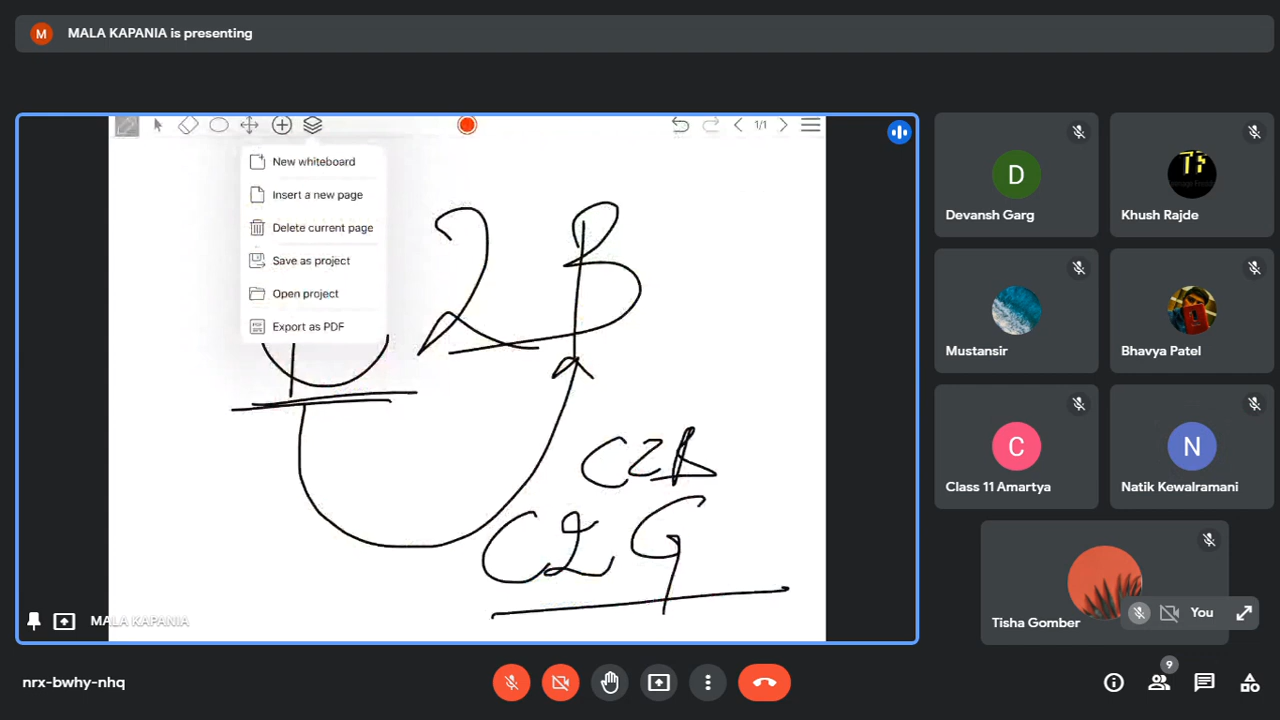 M MALA KAPANIA is presenting
1/1
New whiteboard
Insert a new page
Delete current page
Save as project
Open project
Export as PDF
2 B
C2B
C2G
MALA KAPANIA
D
Devansh Garg
Khush Rajde
Mustansir
Bhavya Patel
C
Class 11 Amartya
N
Natik Kewalramani
Tisha Gomber
You
nrx-bwhy-nhq
9